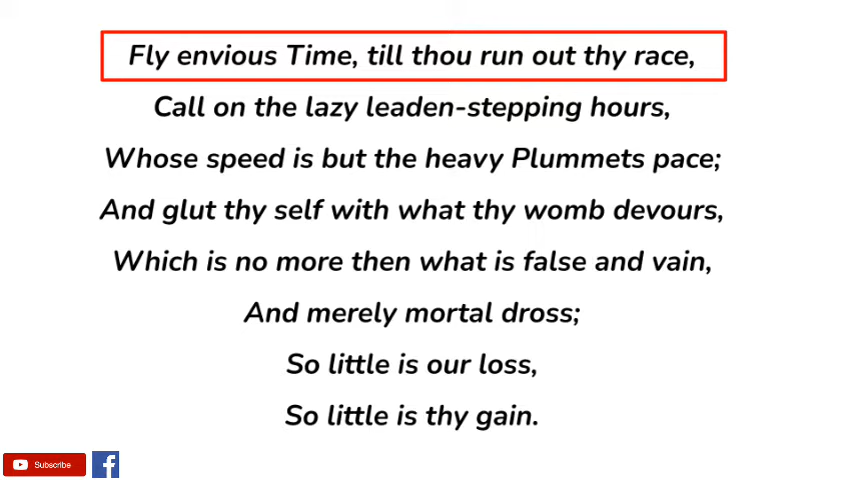 Fly envious Time, till thou run out thy race,
Call on the lazy leaden-stepping hours,
Whose speed is but the heavy Plummets pace;
And glut thy self with what thy womb devours,
Which is no more then what is false and vain,
And merely mortal dross;
So little is our loss,
So little is thy gain.
Subscribe